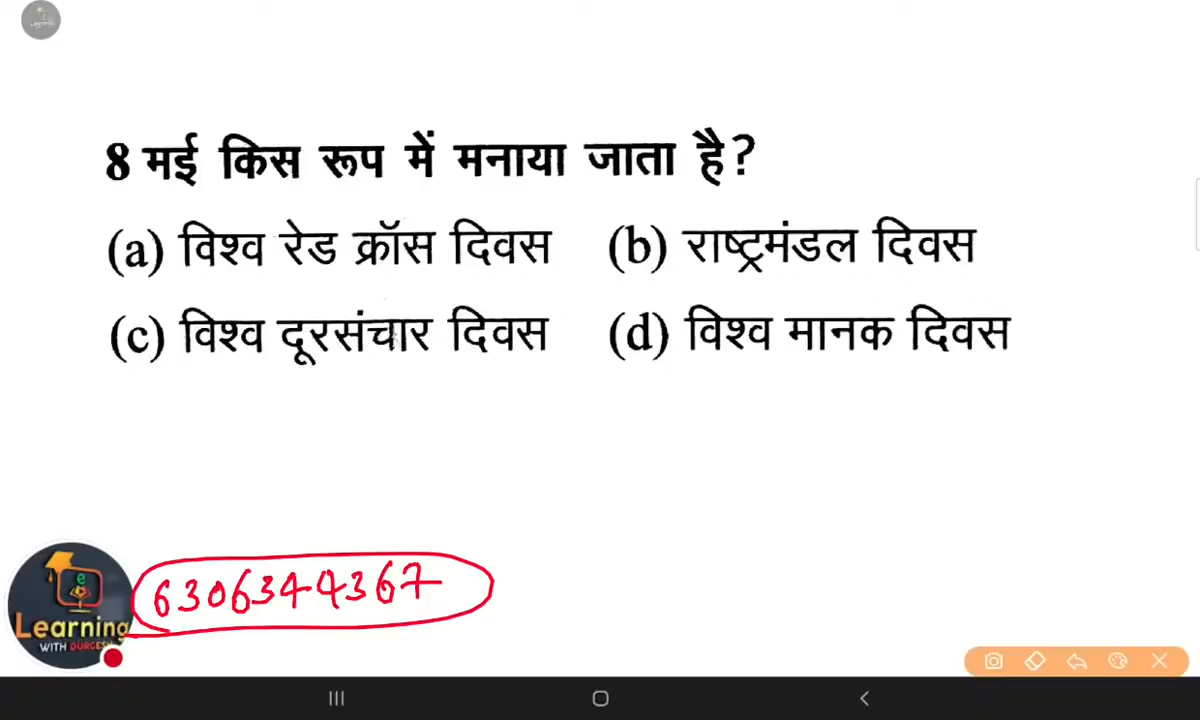 8 मई किस रूप में मनाया जाता है?
(a) विश्व रेड क्रॉस दिवस (b) राष्ट्रमंडल दिवस
(c) विश्व दूरसंचार दिवस (d) विश्व मानक दिवस
6306344367
e
Learning
WITH DURGESH